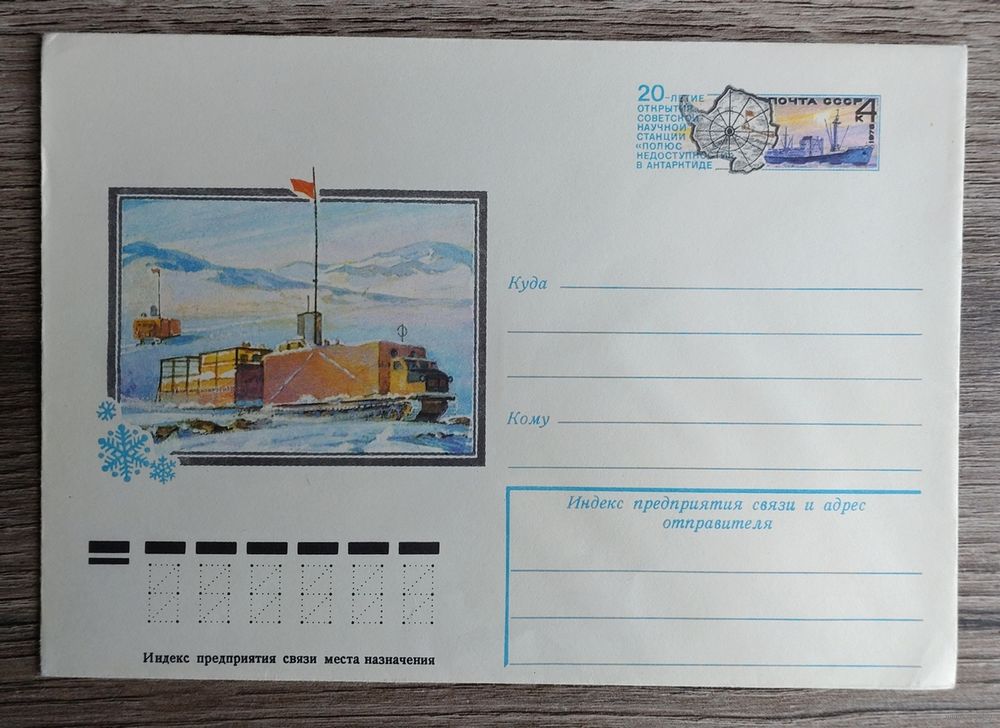 20-ЛЕТИЕ
ОТКРЫТИЯ
СОВЕТСКОЙ
НАУЧНОЙ
СТАНЦИИ
«ПОЛЮС
НЕДОСТУПНОСТИ»
В АНТАРКТИДЕ
ПОЧТА СССР
4
К
1978
Куда
Кому
Индекс предприятия связи и адрес
отправителя
Индекс предприятия связи места назначения